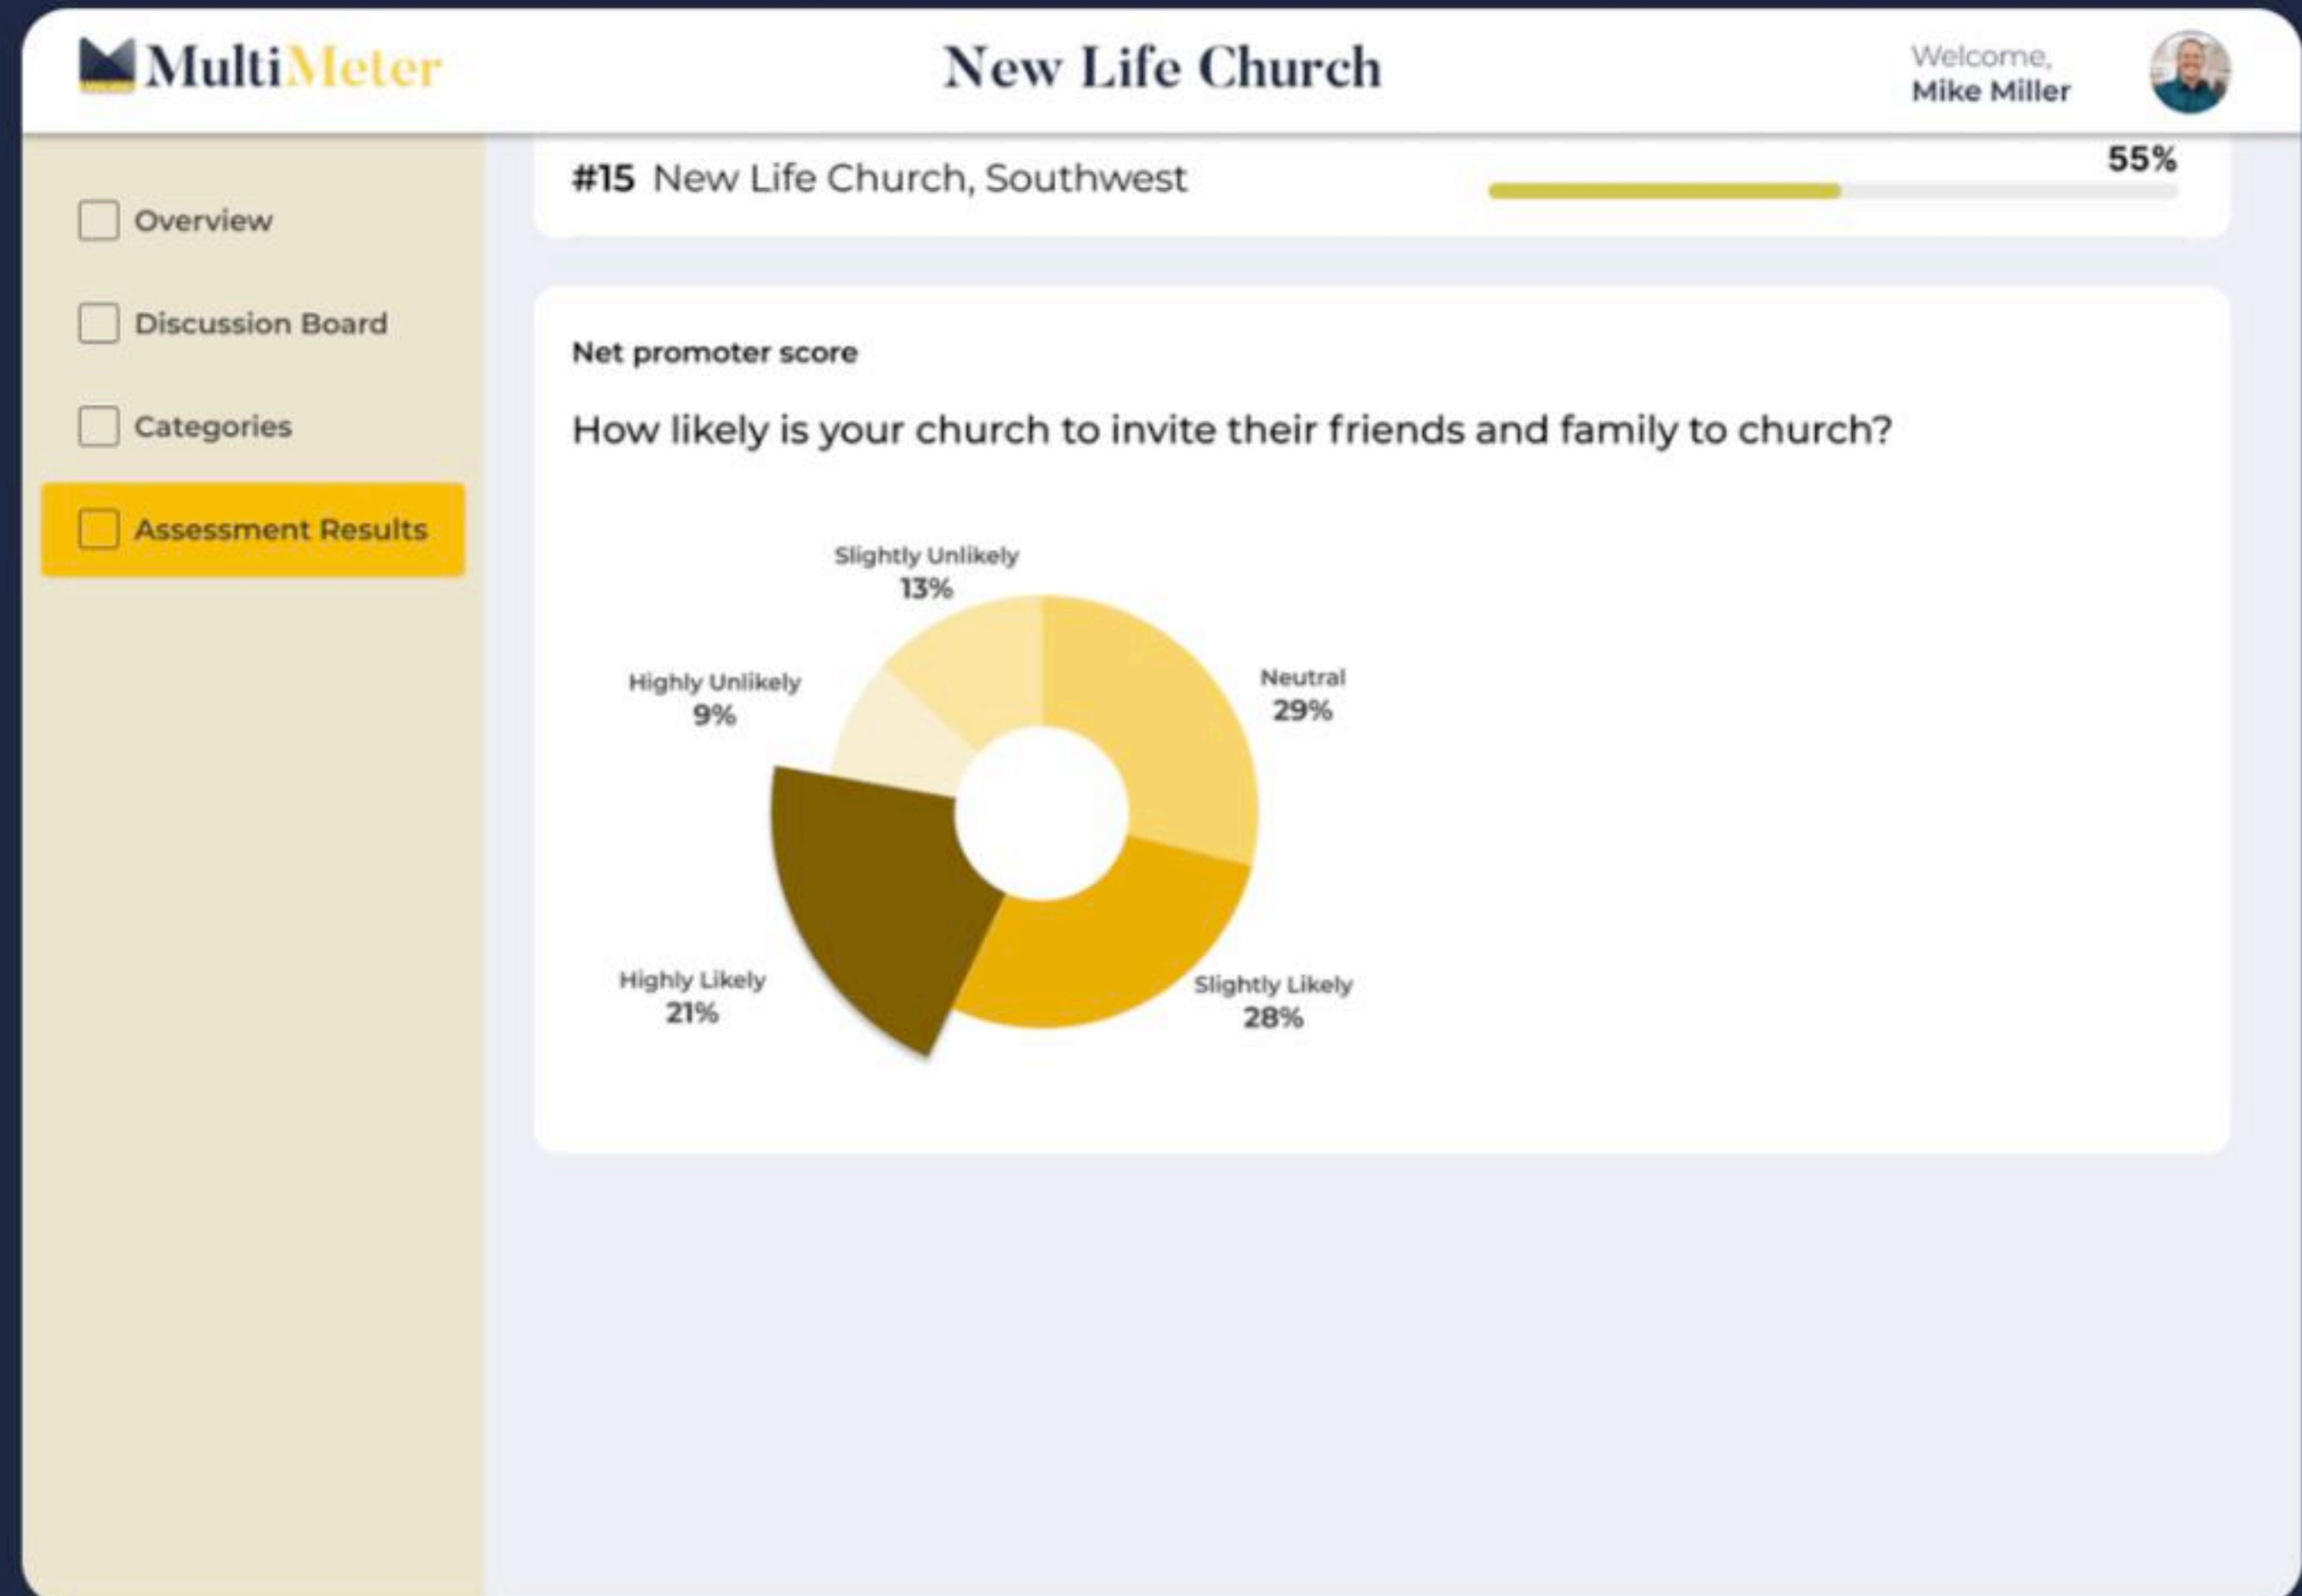 MultiMeter
New Life Church
Welcome,
Mike Miller
Overview
Discussion Board
Categories
Assessment Results
#15 New Life Church, Southwest
55%
Net promoter score
How likely is your church to invite their friends and family to church?
Slightly Unlikely
13%
Highly Unlikely
9%
Neutral
29%
Highly Likely
21%
Slightly Likely
28%